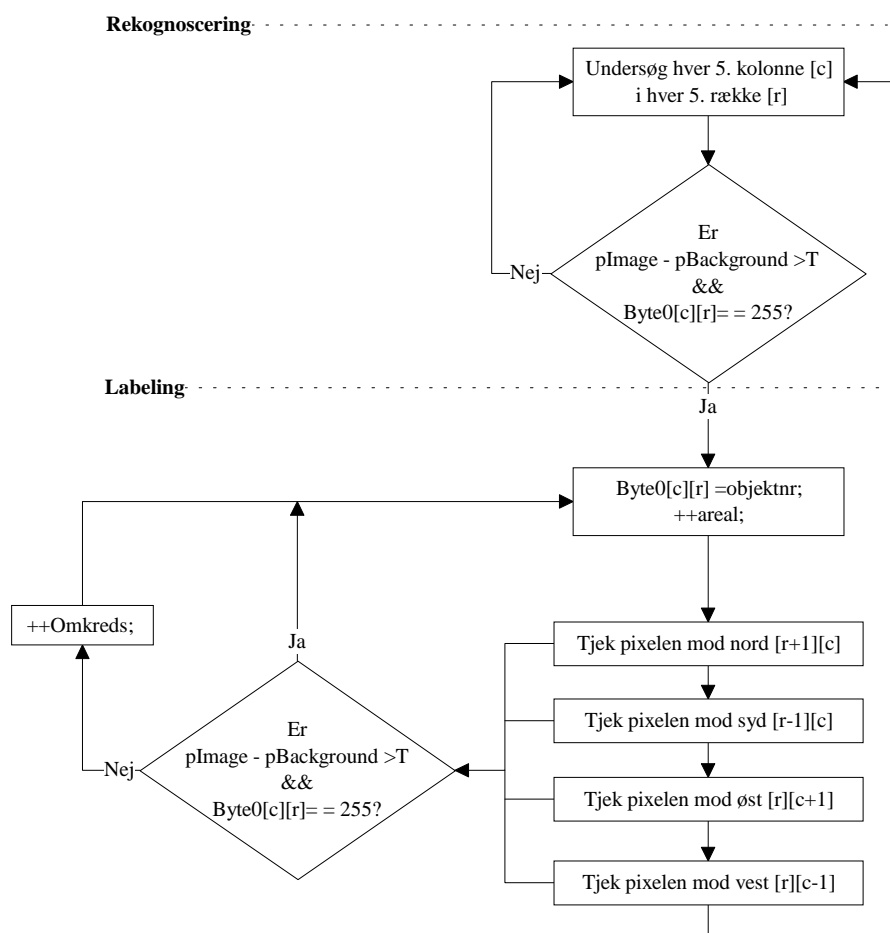 Rekognoscering
Undersøg hver 5. kolonne [c]
i hver 5. række [r]
Er
pImage - pBackground >T
&&
Byte0[c][r]= = 255?
Nej
Labeling
Ja
Byte0[c][r] =objektnr;
++areal;
++Omkreds;
Tjek pixelen mod nord [r+1][c]
Ja
Tjek pixelen mod syd [r-1][c]
Er
pImage - pBackground >T
&&
Byte0[c][r]= = 255?
Nej
Tjek pixelen mod øst [r][c+1]
Tjek pixelen mod vest [r][c-1]